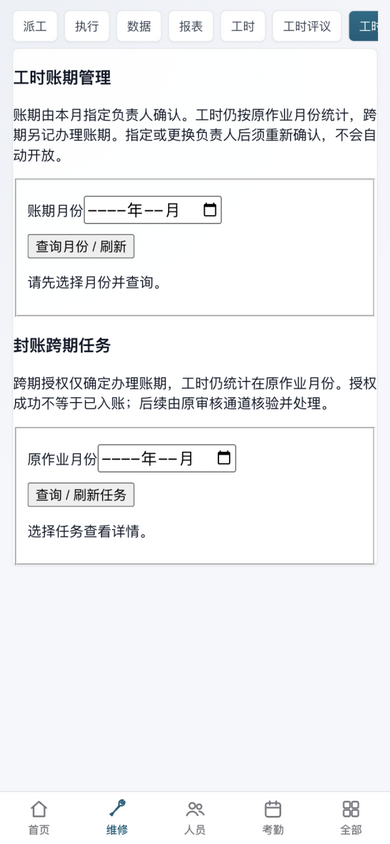 派工 执行 数据 报表 工时 工时评议 工时
工时账期管理
账期由本月指定负责人确认。工时仍按原作业月份统计，跨
期另记办理账期。指定或更换负责人后须重新确认，不会自
动开放。
账期月份 ----年--月
查询月份 / 刷新
请先选择月份并查询。
封账跨期任务
跨期授权仅确定办理账期，工时仍统计在原作业月份。授权
成功不等于已入账；后续由原审核通道核验并处理。
原作业月份 ----年--月
查询 / 刷新任务
选择任务查看详情。
首页 维修 人员 考勤 全部